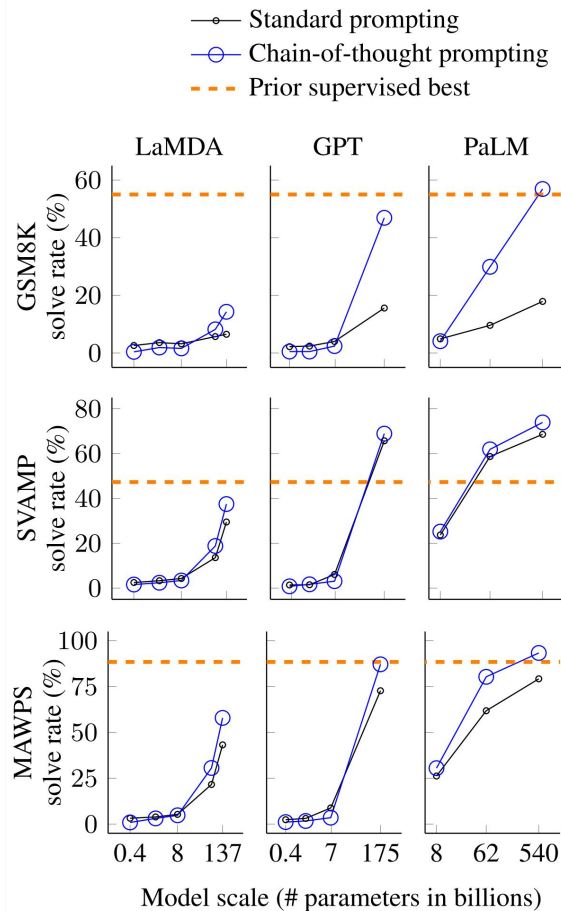 Standard prompting
Chain-of-thought prompting
Prior supervised best
LaMDA GPT PaLM
GSM8K
solve rate (%)
60
40
20
0
SVAMP
solve rate (%)
80
60
40
20
0
MAWPS
solve rate (%)
100
75
50
25
0
0.4 8 137 0.4 7 175 8 62 540
Model scale (# parameters in billions)